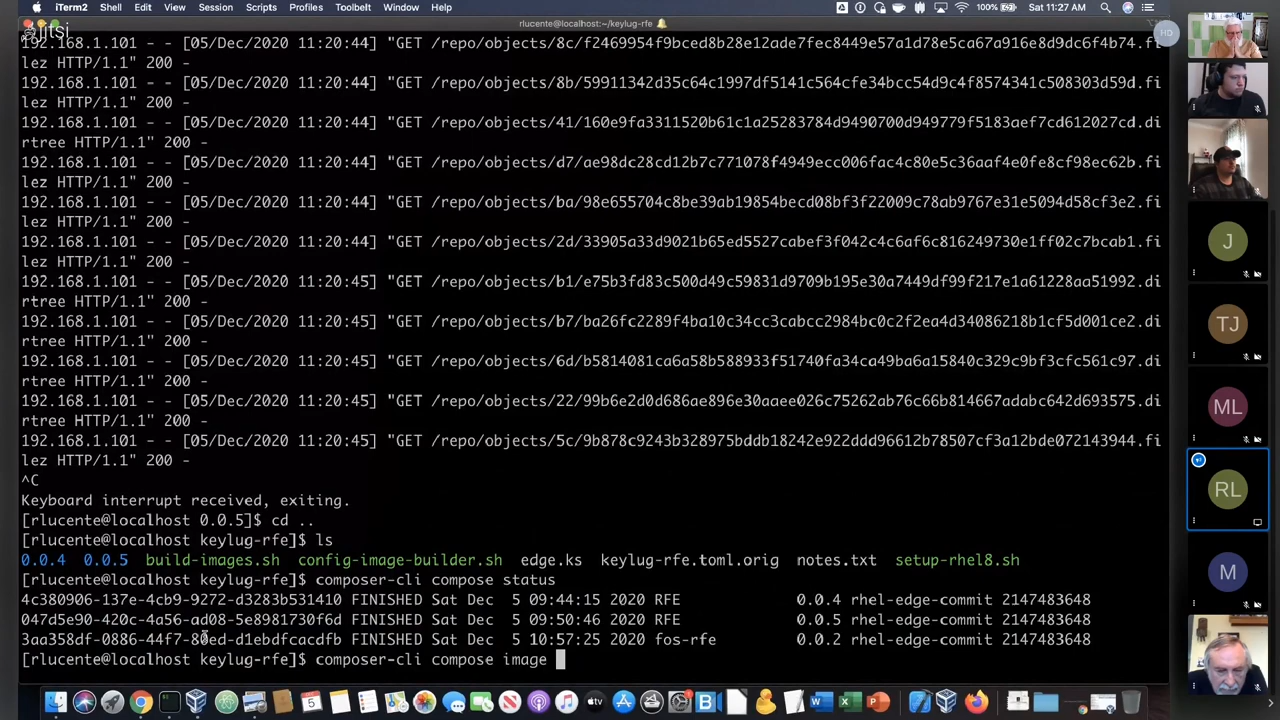 iTerm2 Shell Edit View Session Scripts Profiles Toolbelt Window Help 100% Sat Dec 5 11:27 AM
Jitsi
rlucente@localhost:~/keylug-rfe
192.168.1.101 - - [05/Dec/2020 11:20:44] "GET /repo/objects/8c/f2469954f9bced8b28e12ade7fec8449e57a1d78e5ca67a916e8d9dc6f4b74.fi
lez HTTP/1.1" 200 -
192.168.1.101 - - [05/Dec/2020 11:20:44] "GET /repo/objects/8b/59911342d35c64c1997df5141c564cfe34bcc54d9c4f8574341c508303d59d.fi
lez HTTP/1.1" 200 -
192.168.1.101 - - [05/Dec/2020 11:20:44] "GET /repo/objects/41/160e9fa3311520b61c1a25283784d9490700d949779f5183aef7cd612027cd.di
rtree HTTP/1.1" 200 -
192.168.1.101 - - [05/Dec/2020 11:20:44] "GET /repo/objects/d7/ae98dc28cd12b7c771078f4949ecc006fac4c80e5c36aaf4e0fe8cf98ec62b.fi
lez HTTP/1.1" 200 -
192.168.1.101 - - [05/Dec/2020 11:20:44] "GET /repo/objects/ba/98e655704c8be39ab19854becd08bf3f22009c78ab9767e31e5094d58cf3e2.fi
lez HTTP/1.1" 200 -
192.168.1.101 - - [05/Dec/2020 11:20:44] "GET /repo/objects/2d/33905a33d9021b65ed5527cabef3f042c4c6af6c816249730e1ff02c7bcab1.fi
lez HTTP/1.1" 200 -
192.168.1.101 - - [05/Dec/2020 11:20:45] "GET /repo/objects/b1/e75b3fd83c500d49c59831d9709b195e30a7449df99f217e1a61228aa51992.di
rtree HTTP/1.1" 200 -
192.168.1.101 - - [05/Dec/2020 11:20:45] "GET /repo/objects/b7/ba26fc2289f4ba10c34cc3cabcc2984bc0c2f2ea4d34086218b1cf5d001ce2.di
rtree HTTP/1.1" 200 -
192.168.1.101 - - [05/Dec/2020 11:20:45] "GET /repo/objects/6d/b5814081ca6a58b588933f51740fa34ca49ba6a15840c329c9bf3cfc561c97.di
rtree HTTP/1.1" 200 -
192.168.1.101 - - [05/Dec/2020 11:20:45] "GET /repo/objects/22/99b6e2d0d686ae896e30aaee026c75262ab76c66b814667adabc642d693575.di
rtree HTTP/1.1" 200 -
192.168.1.101 - - [05/Dec/2020 11:20:45] "GET /repo/objects/5c/9b878c9243b328975bddb18242e922ddd96612b78507cf3a12bde072143944.fi
lez HTTP/1.1" 200 -
^C
Keyboard interrupt received, exiting.
[rlucente@localhost 0.0.5]$ cd ..
[rlucente@localhost keylug-rfe]$ ls
0.0.4 0.0.5 build-images.sh config-image-builder.sh edge.ks keylug-rfe.toml.orig notes.txt setup-rhel8.sh
[rlucente@localhost keylug-rfe]$ composer-cli compose status
4c380906-137e-4cb9-9272-d3283b531410 FINISHED Sat Dec 5 09:44:15 2020 RFE 0.0.4 rhel-edge-commit 2147483648
047d5e90-420c-4a56-ad08-5e8981730f6d FINISHED Sat Dec 5 09:50:46 2020 RFE 0.0.5 rhel-edge-commit 2147483648
3aa358df-0886-44f7-80ed-d1ebdfcacdfb FINISHED Sat Dec 5 10:57:25 2020 fos-rfe 0.0.2 rhel-edge-commit 2147483648
[rlucente@localhost keylug-rfe]$ composer-cli compose image
HD
J
TJ
ML
RL
M